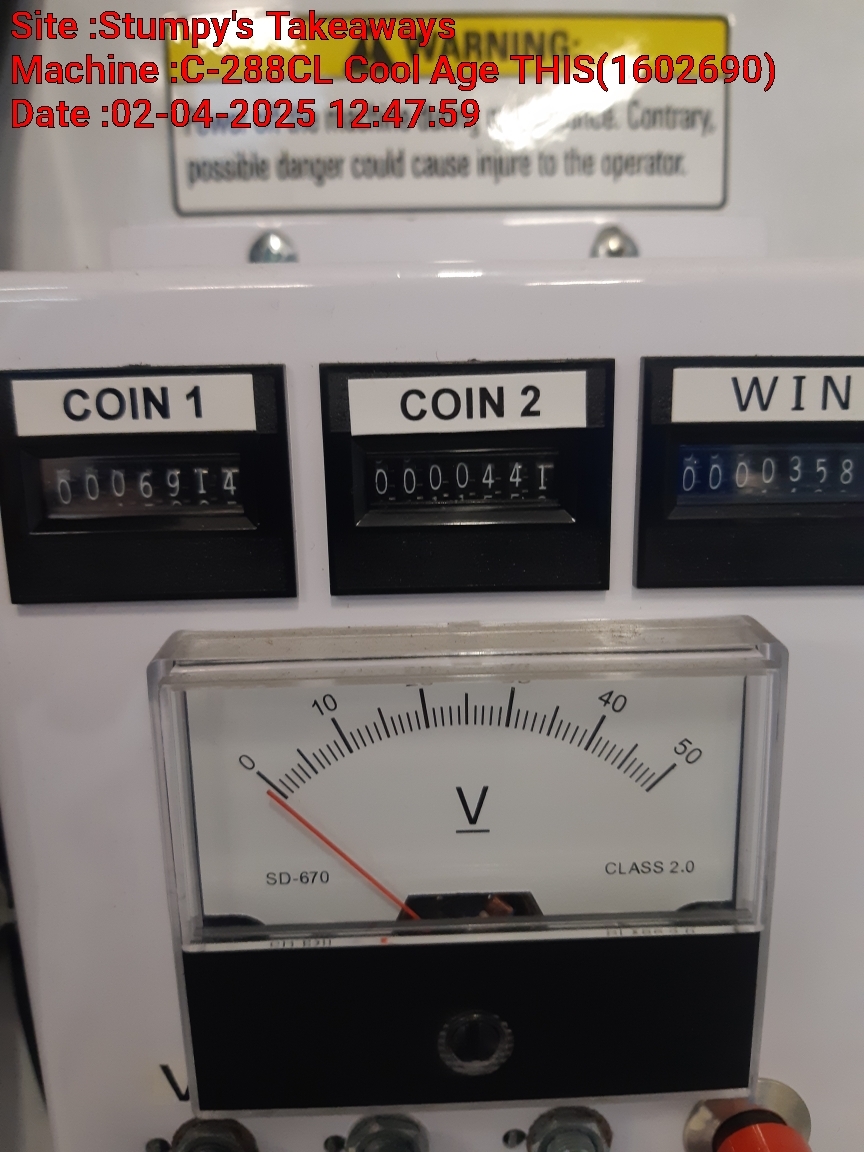 Site :Stumpy's Takeaways
Machine :C-288CL Cool Age THIS(1602690)
Date :02-04-2025 12:47:59
WARNING:
Contrary,
possible danger could cause injure to the operator.
COIN 1
COIN 2
WIN
0006914
0000441
0000358
0
10
40
50
V
SD-670
CLASS 2.0
V